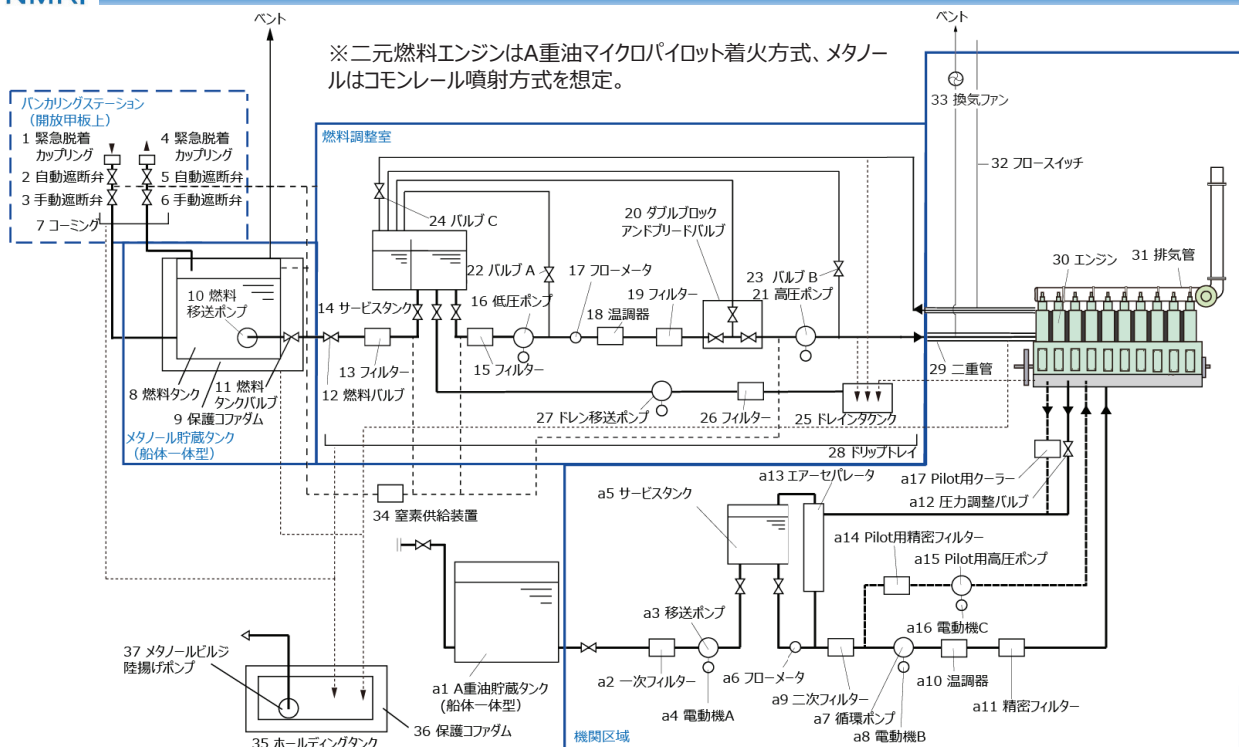 NMRI
ベント
ベント
※二元燃料エンジンはA重油マイクロパイロット着火方式、メタノー
ルはコモンレール噴射方式を想定。
33 換気ファン
バンカリングステーション
(開放甲板上)
1 緊急脱着
カップリング
4 緊急脱着
カップリング
2 自動遮断弁
5 自動遮断弁
3 手動遮断弁
6 手動遮断弁
7 コーミング
燃料調整室
32 フロースイッチ
24 バルブ C
20 ダブルブロック
アンドブリードバルブ
30 エンジン
31 排気管
22 バルブ A
17 フローメータ
23 バルブ B
21 高圧ポンプ
10 燃料
移送ポンプ
14 サービスタンク
16 低圧ポンプ
19 フィルター
18 温調器
8 燃料タンク
11 燃料
タンクバルブ
13 フィルター
12 燃料バルブ
15 フィルター
29 二重管
9 保護コファダム
27 ドレン移送ポンプ
26 フィルター
25 ドレインタクンク
メタノール貯蔵タンク
(船体一体型)
28 ドリップトレイ
a13 エアーセパレータ
a17 Pilot用クーラー
a12 圧力調整バルブ
a5 サービスタンク
34 窒素供給装置
a14 Pilot用精密フィルター
a15 Pilot用高圧ポンプ
a3 移送ポンプ
a16 電動機C
37 メタノールビルジ
陸揚げポンプ
a1 A重油貯蔵タンク
(船体一体型)
a2 一次フィルター
a6 フローメータ
a10 温調器
a9 二次フィルター
a11 精密フィルター
a4 電動機A
a7 循環ポンプ
36 保護コファダム
a8 電動機B
35 ホールディングタンク
機関区域